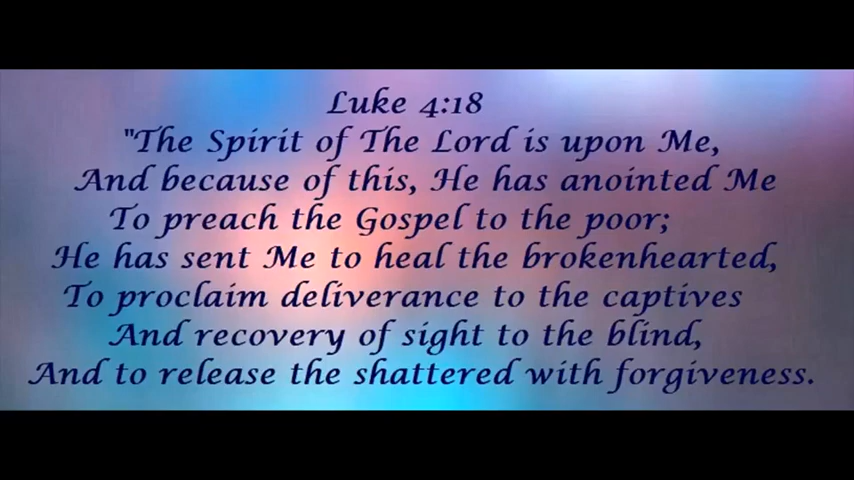 Luke 4:18
"The Spirit of The Lord is upon Me,
And because of this, He has anointed Me
To preach the Gospel to the poor;
He has sent Me to heal the brokenhearted,
To proclaim deliverance to the captives
And recovery of sight to the blind,
And to release the shattered with forgiveness.